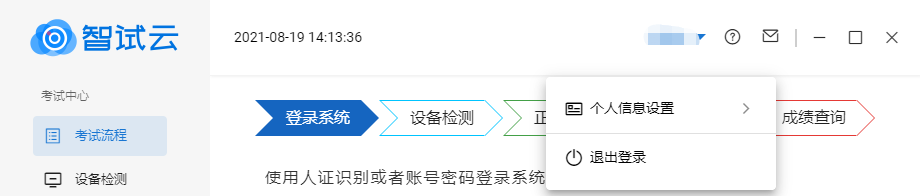 智试云
2021-08-19 14:13:36
考试中心
考试流程
设备检测
登录系统
设备检测
正
成绩查询
个人信息设置
退出登录
使用人证识别或者账号密码登录系统